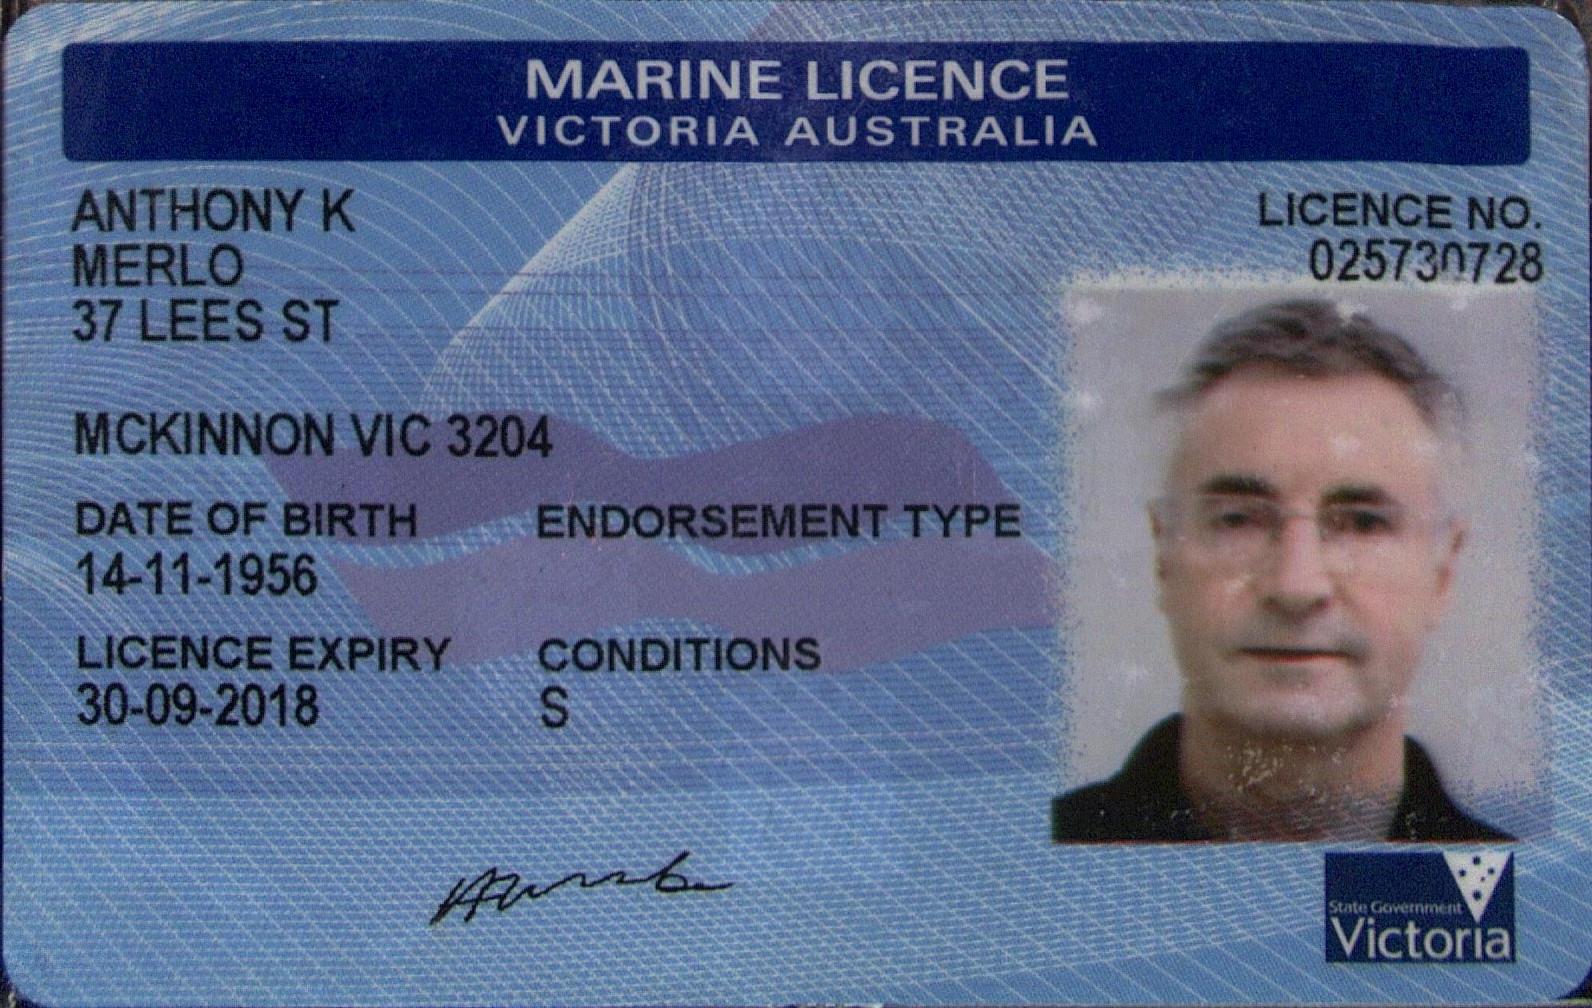 MARINE LICENCE
VICTORIA AUSTRALIA
ANTHONY K
MERLO
37 LEES ST
LICENCE NO.
025730728
MCKINNON VIC 3204
DATE OF BIRTH
14-11-1956
ENDORSEMENT TYPE
LICENCE EXPIRY
30-09-2018
CONDITIONS
S
State Government
Victoria